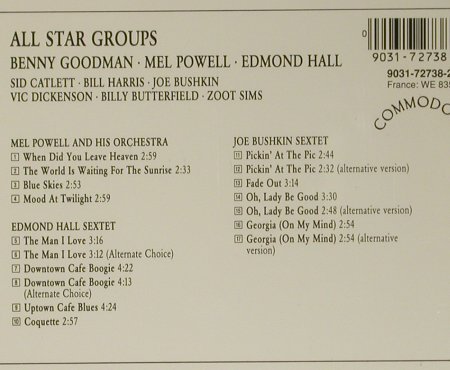 ALL STAR GROUPS
BENNY GOODMAN · MEL POWELL · EDMOND HALL
SID CATLETT · BILL HARRIS · JOE BUSHKIN
VIC DICKENSON · BILLY BUTTERFIELD · ZOOT SIMS
0
9031-72738
9031-72738-2
France: WE 835
COMMODO
MEL POWELL AND HIS ORCHESTRA
1 When Did You Leave Heaven 2:59
2 The World Is Waiting For The Sunrise 2:33
3 Blue Skies 2:53
4 Mood At Twilight 2:59
EDMOND HALL SEXTET
5 The Man I Love 3:16
6 The Man I Love 3:12 (Alternate Choice)
7 Downtown Cafe Boogie 4:22
8 Downtown Cafe Boogie 4:13
(Alternate Choice)
9 Uptown Cafe Blues 4:24
10 Coquette 2:57
JOE BUSHKIN SEXTET
11 Pickin' At The Pic 2:44
12 Pickin' At The Pic 2:32 (alternative version)
13 Fade Out 3:14
14 Oh, Lady Be Good 3:30
15 Oh, Lady Be Good 2:48 (alternative version)
16 Georgia (On My Mind) 2:54
17 Georgia (On My Mind) 2:54 (alternative
version)